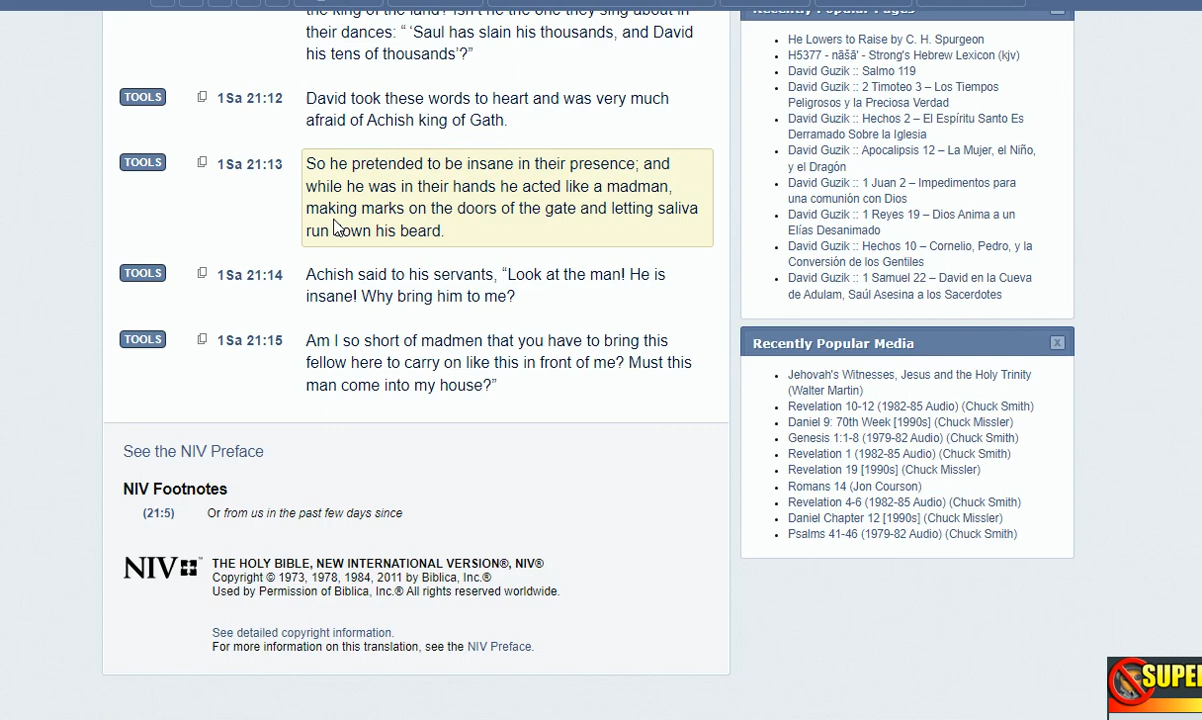 the king of the land? Isn't he the one they sing about in
their dances: “ ‘Saul has slain his thousands, and David
his tens of thousands’?”
TOOLS 1Sa 21:12 David took these words to heart and was very much
afraid of Achish king of Gath.
TOOLS 1Sa 21:13 So he pretended to be insane in their presence; and
while he was in their hands he acted like a madman,
making marks on the doors of the gate and letting saliva
run down his beard.
TOOLS 1Sa 21:14 Achish said to his servants, “Look at the man! He is
insane! Why bring him to me?
TOOLS 1Sa 21:15 Am I so short of madmen that you have to bring this
fellow here to carry on like this in front of me? Must this
man come into my house?”
See the NIV Preface
NIV Footnotes
(21:5) Or from us in the past few days since
NIV™ THE HOLY BIBLE, NEW INTERNATIONAL VERSION®, NIV®
Copyright © 1973, 1978, 1984, 2011 by Biblica, Inc.®
Used by Permission of Biblica, Inc.® All rights reserved worldwide.
See detailed copyright information.
For more information on this translation, see the NIV Preface.
Recently Popular Pages
He Lowers to Raise by C. H. Spurgeon
H5377 - nāšā' - Strong's Hebrew Lexicon (kjv)
David Guzik :: Salmo 119
David Guzik :: 2 Timoteo 3 – Los Tiempos
Peligrosos y la Preciosa Verdad
David Guzik :: Hechos 2 – El Espíritu Santo Es
Derramado Sobre la Iglesia
David Guzik :: Apocalipsis 12 – La Mujer, el Niño,
y el Dragón
David Guzik :: 1 Juan 2 – Impedimentos para
una comunión con Dios
David Guzik :: 1 Reyes 19 – Dios Anima a un
Elías Desanimado
David Guzik :: Hechos 10 – Cornelio, Pedro, y la
Conversión de los Gentiles
David Guzik :: 1 Samuel 22 – David en la Cueva
de Adulam, Saúl Asesina a los Sacerdotes
Recently Popular Media x
Jehovah's Witnesses, Jesus and the Holy Trinity
(Walter Martin)
Revelation 10-12 (1982-85 Audio) (Chuck Smith)
Daniel 9: 70th Week [1990s] (Chuck Missler)
Genesis 1:1-8 (1979-82 Audio) (Chuck Smith)
Revelation 1 (1982-85 Audio) (Chuck Smith)
Revelation 19 [1990s] (Chuck Missler)
Romans 14 (Jon Courson)
Revelation 4-6 (1982-85 Audio) (Chuck Smith)
Daniel Chapter 12 [1990s] (Chuck Missler)
Psalms 41-46 (1979-82 Audio) (Chuck Smith)
SUPE